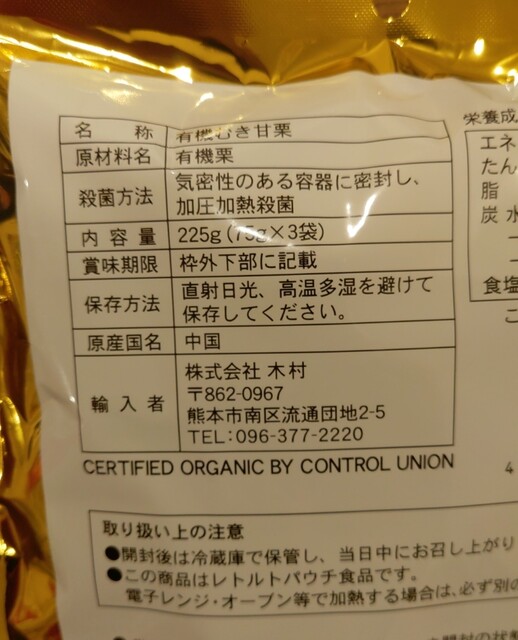 名称 有機むき甘栗
原材料名 有機栗
殺菌方法 気密性のある容器に密封し、
加圧加熱殺菌
内容量 225g(75g×3袋)
賞味期限 枠外下部に記載
保存方法 直射日光、高温多湿を避けて
保存してください。
原産国名 中国
輸入者 株式会社 木村
〒862-0967
熊本市南区流通団地2-5
TEL:096-377-2220
CERTIFIED ORGANIC BY CONTROL UNION
栄養成
エネ
たん
脂
炭水
食塩
こ
4
取り扱い上の注意
●開封後は冷蔵庫で保管し、当日中にお召し上がり
●この商品はレトルトパウチ食品です。
電子レンジ・オーブン等で加熱する場合は、必ず別の